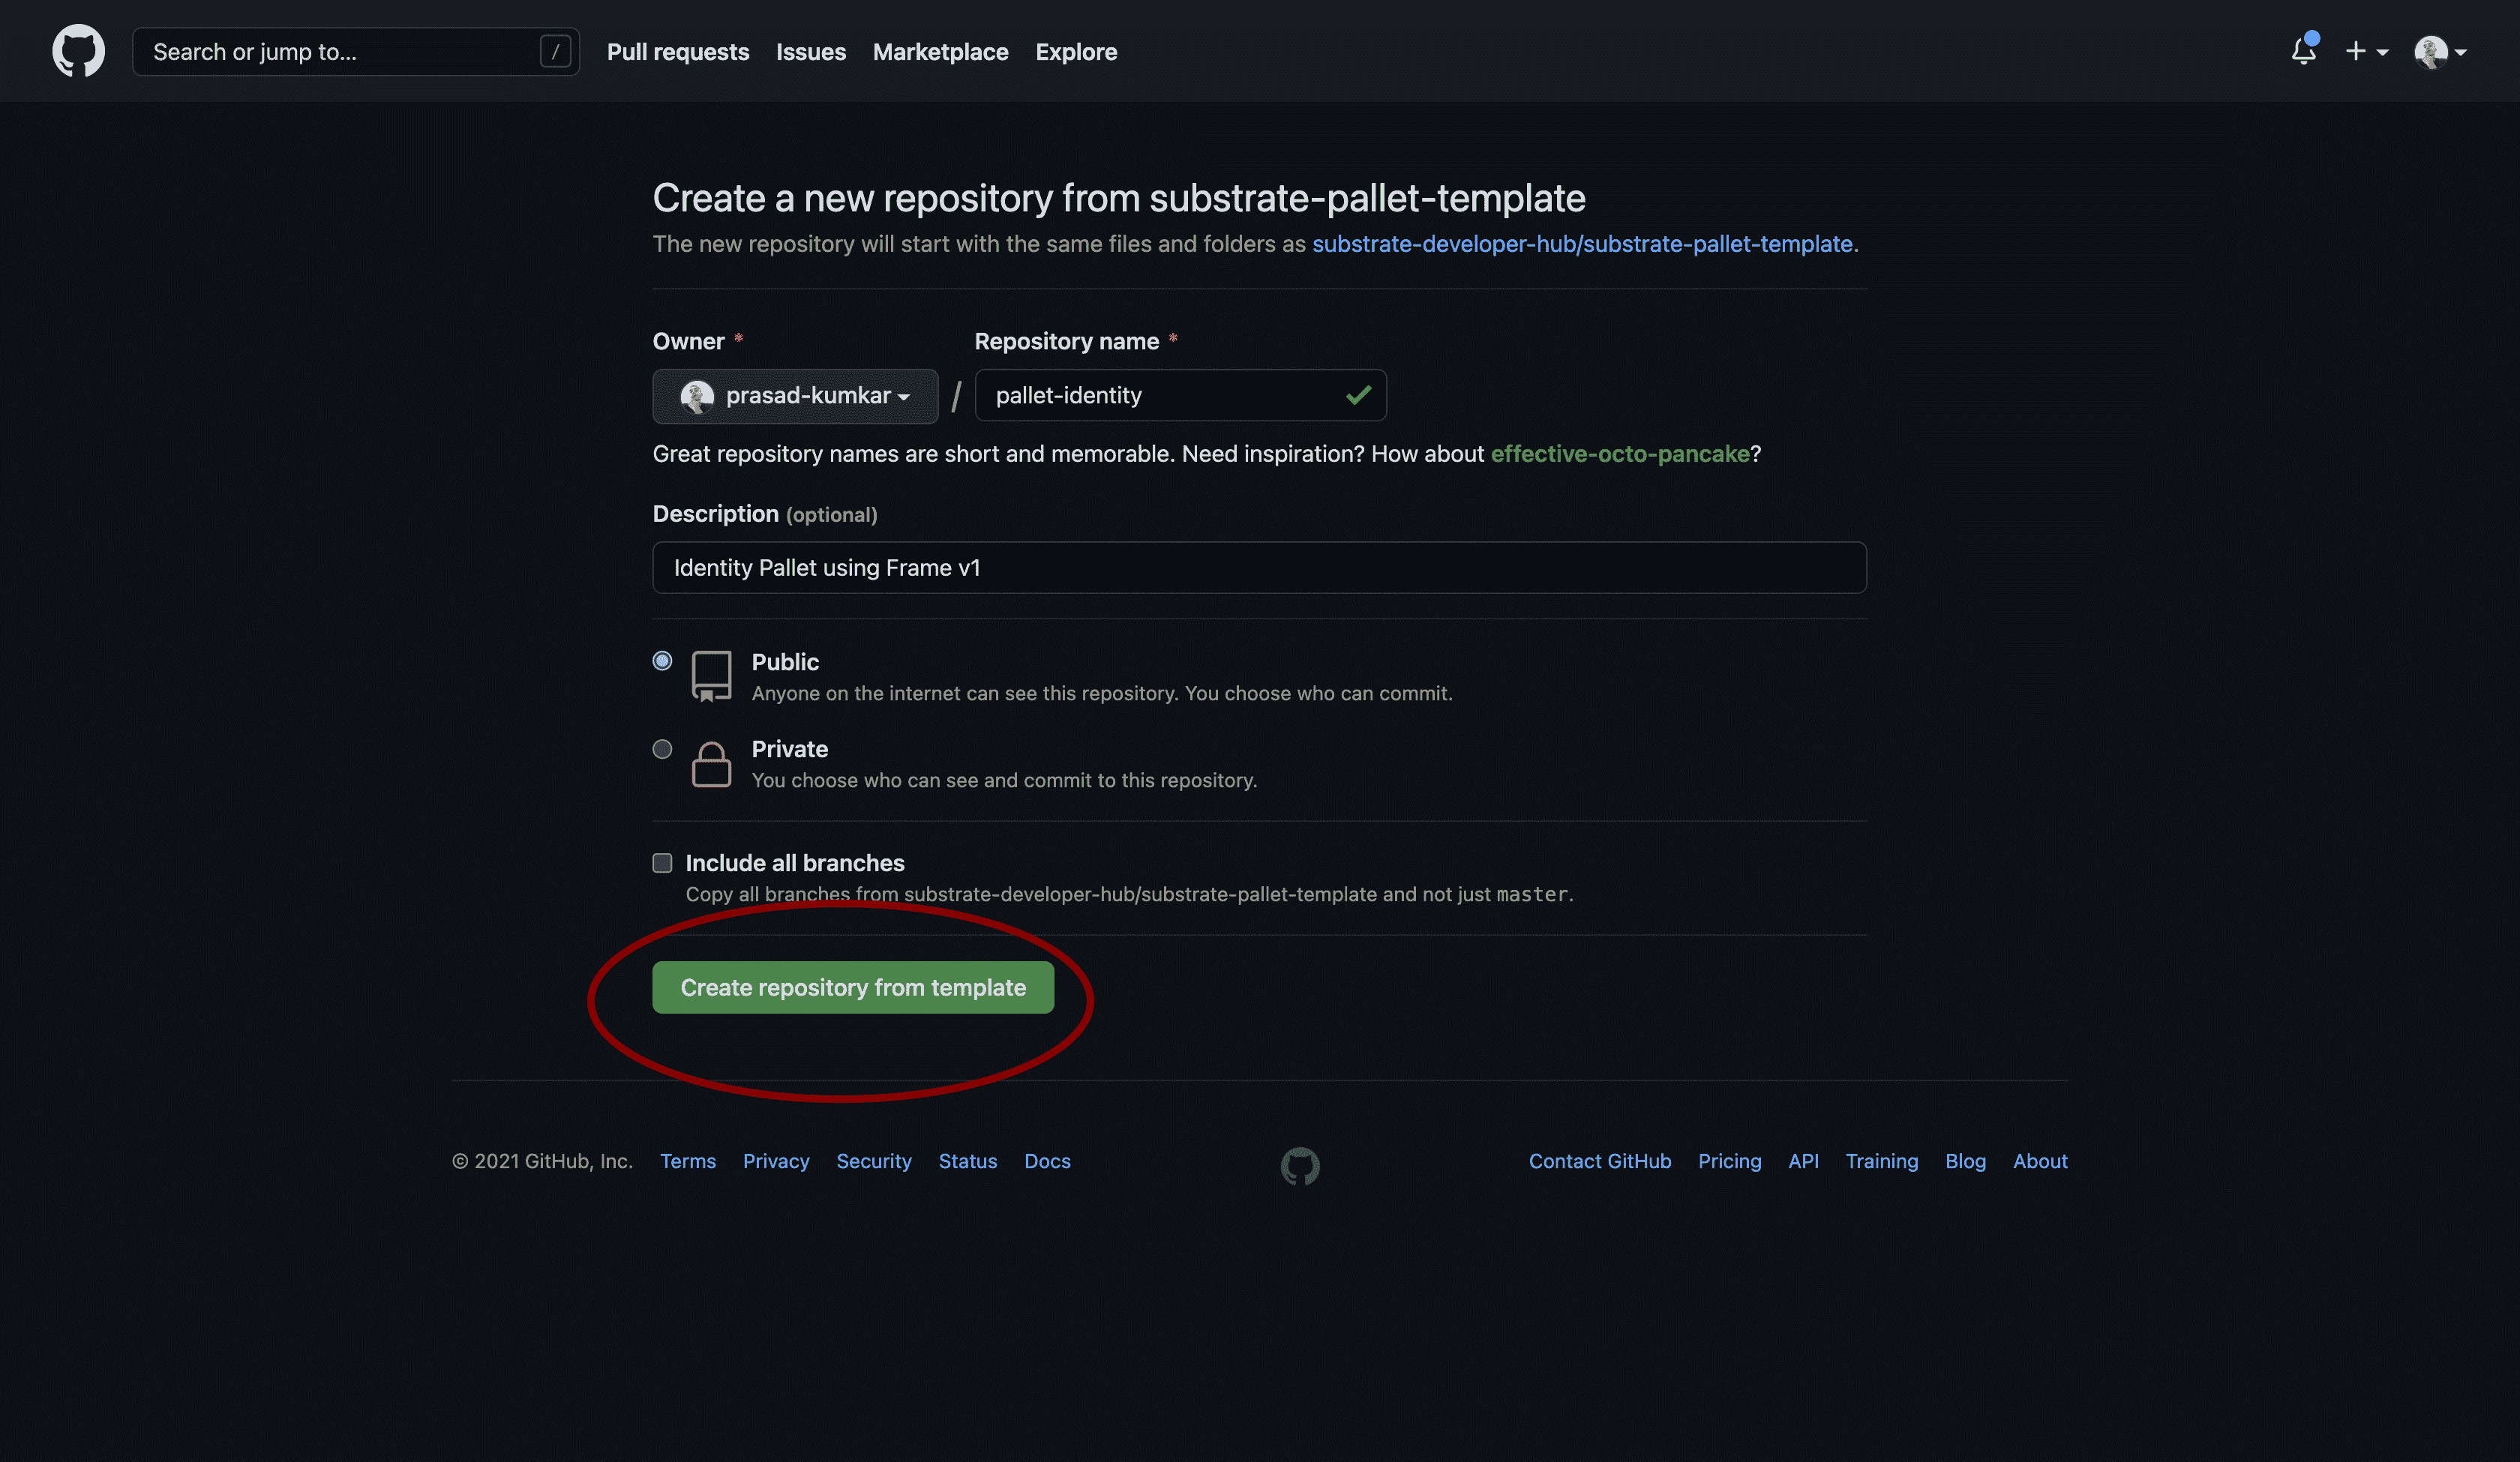 Search or jump to... / Pull requests Issues Marketplace Explore
Create a new repository from substrate-pallet-template
The new repository will start with the same files and folders as substrate-developer-hub/substrate-pallet-template.
Owner * Repository name *
prasad-kumkar / pallet-identity
Great repository names are short and memorable. Need inspiration? How about effective-octo-pancake?
Description (optional)
Identity Pallet using Frame v1
Public
Anyone on the internet can see this repository. You choose who can commit.
Private
You choose who can see and commit to this repository.
Include all branches
Copy all branches from substrate-developer-hub/substrate-pallet-template and not just master.
Create repository from template
© 2021 GitHub, Inc. Terms Privacy Security Status Docs Contact GitHub Pricing API Training Blog About